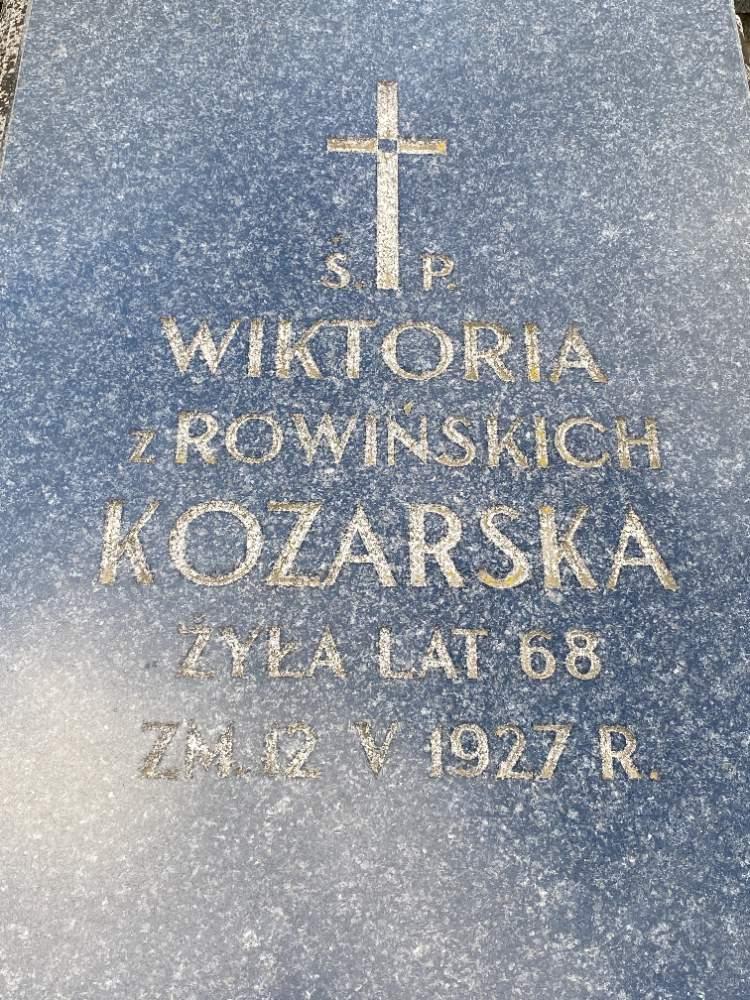 Ś. P.
WIKTORIA
z ROWIŃSKICH
KOZARSKA
ŻYŁA LAT 68
ZM. 12 V 1927 R.